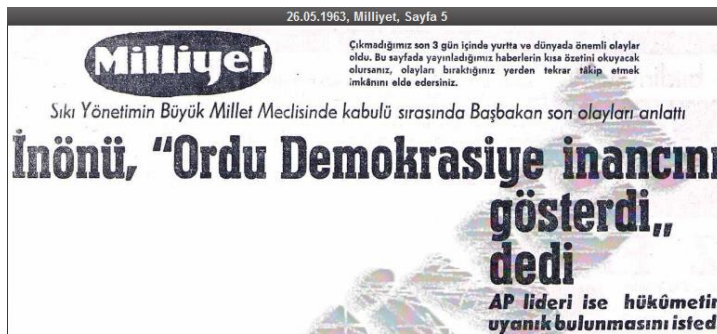 26.05.1963, Milliyet, Sayfa 5
Milliyet
Çıkmadığımız son 3 gün içinde yurtta ve dünyada önemli olaylar
oldu. Bu sayfada yayınladığımız haberlerin kısa özetini okuyacak
olursanız, olayları bıraktığınız yerden tekrar tâkip etmek
imkânını elde edersiniz.
Sıkı Yönetimin Büyük Millet Meclisinde kabulü sırasında Başbakan son olayları anlattı
İnönü, “Ordu Demokrasiye inancını
gösterdi„
dedi
AP lideri ise hükûmetin
uyanık bulunmasını isted